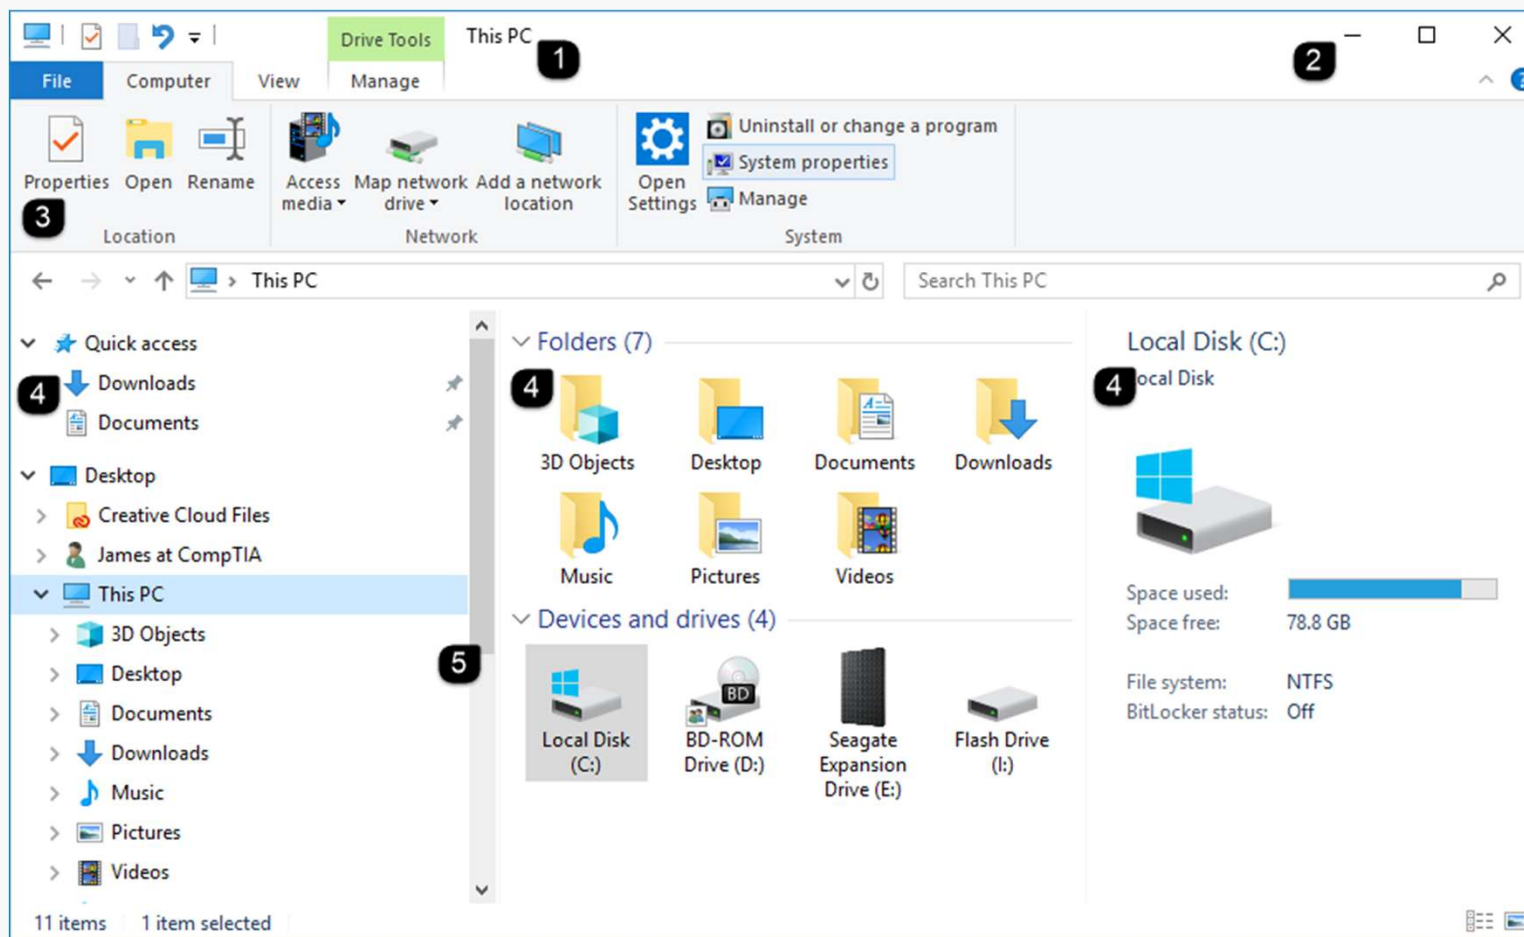 Drive Tools
This PC
1
2
File
Computer
View
Manage
Properties
Open
Rename
Access media
Map network drive
Add a network location
Open Settings
Uninstall or change a program
System properties
Manage
3
Location
Network
System
This PC
Search This PC
Quick access
Downloads
Documents
4
Desktop
Creative Cloud Files
James at CompTIA
This PC
3D Objects
Desktop
Documents
Downloads
Music
Pictures
Videos
5
Folders (7)
4
3D Objects
Desktop
Documents
Downloads
Music
Pictures
Videos
Devices and drives (4)
Local Disk (C:)
BD
BD-ROM Drive (D:)
Seagate Expansion Drive (E:)
Flash Drive (I:)
Local Disk (C:)
4
ocal Disk
Space used:
Space free: 78.8 GB
File system: NTFS
BitLocker status: Off
11 items
1 item selected